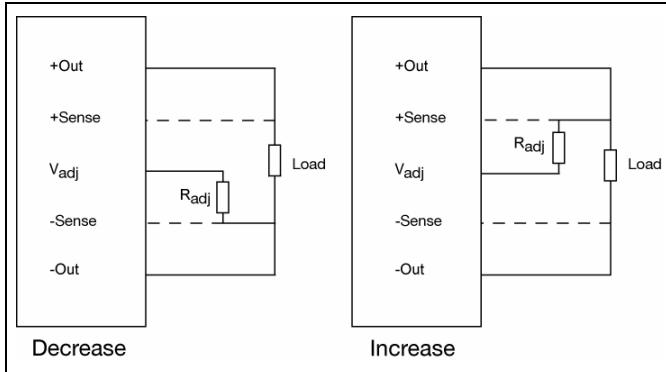 +Out
+Sense
Vadj
Radj
-Sense
-Out
Load
Decrease
+Out
+Sense
Radj
Vadj
-Sense
-Out
Load
Increase